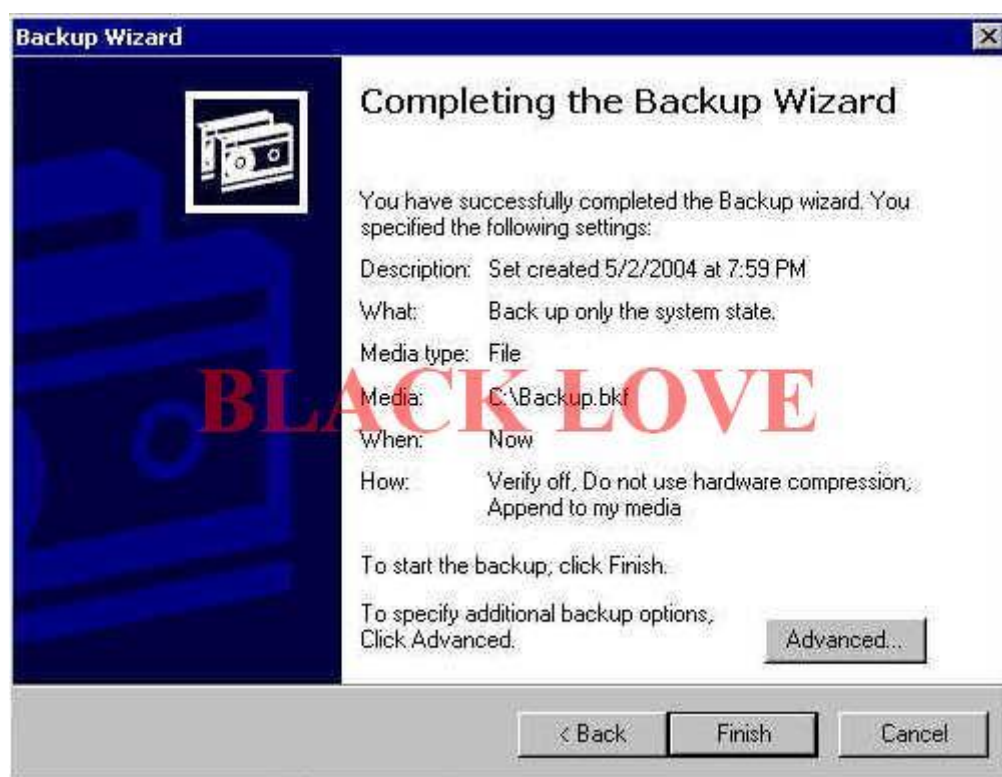 Backup Wizard
Completing the Backup Wizard
You have successfully completed the Backup wizard. You
specified the following settings:
Description: Set created 5/2/2004 at 7:59 PM
What: Back up only the system state.
Media type: File
BLACK LOVE
Media: C:\Backup.bkf
When: Now
How: Verify off, Do not use hardware compression,
Append to my media
To start the backup, click Finish.
To specify additional backup options,
Click Advanced.
Advanced...
< Back Finish Cancel